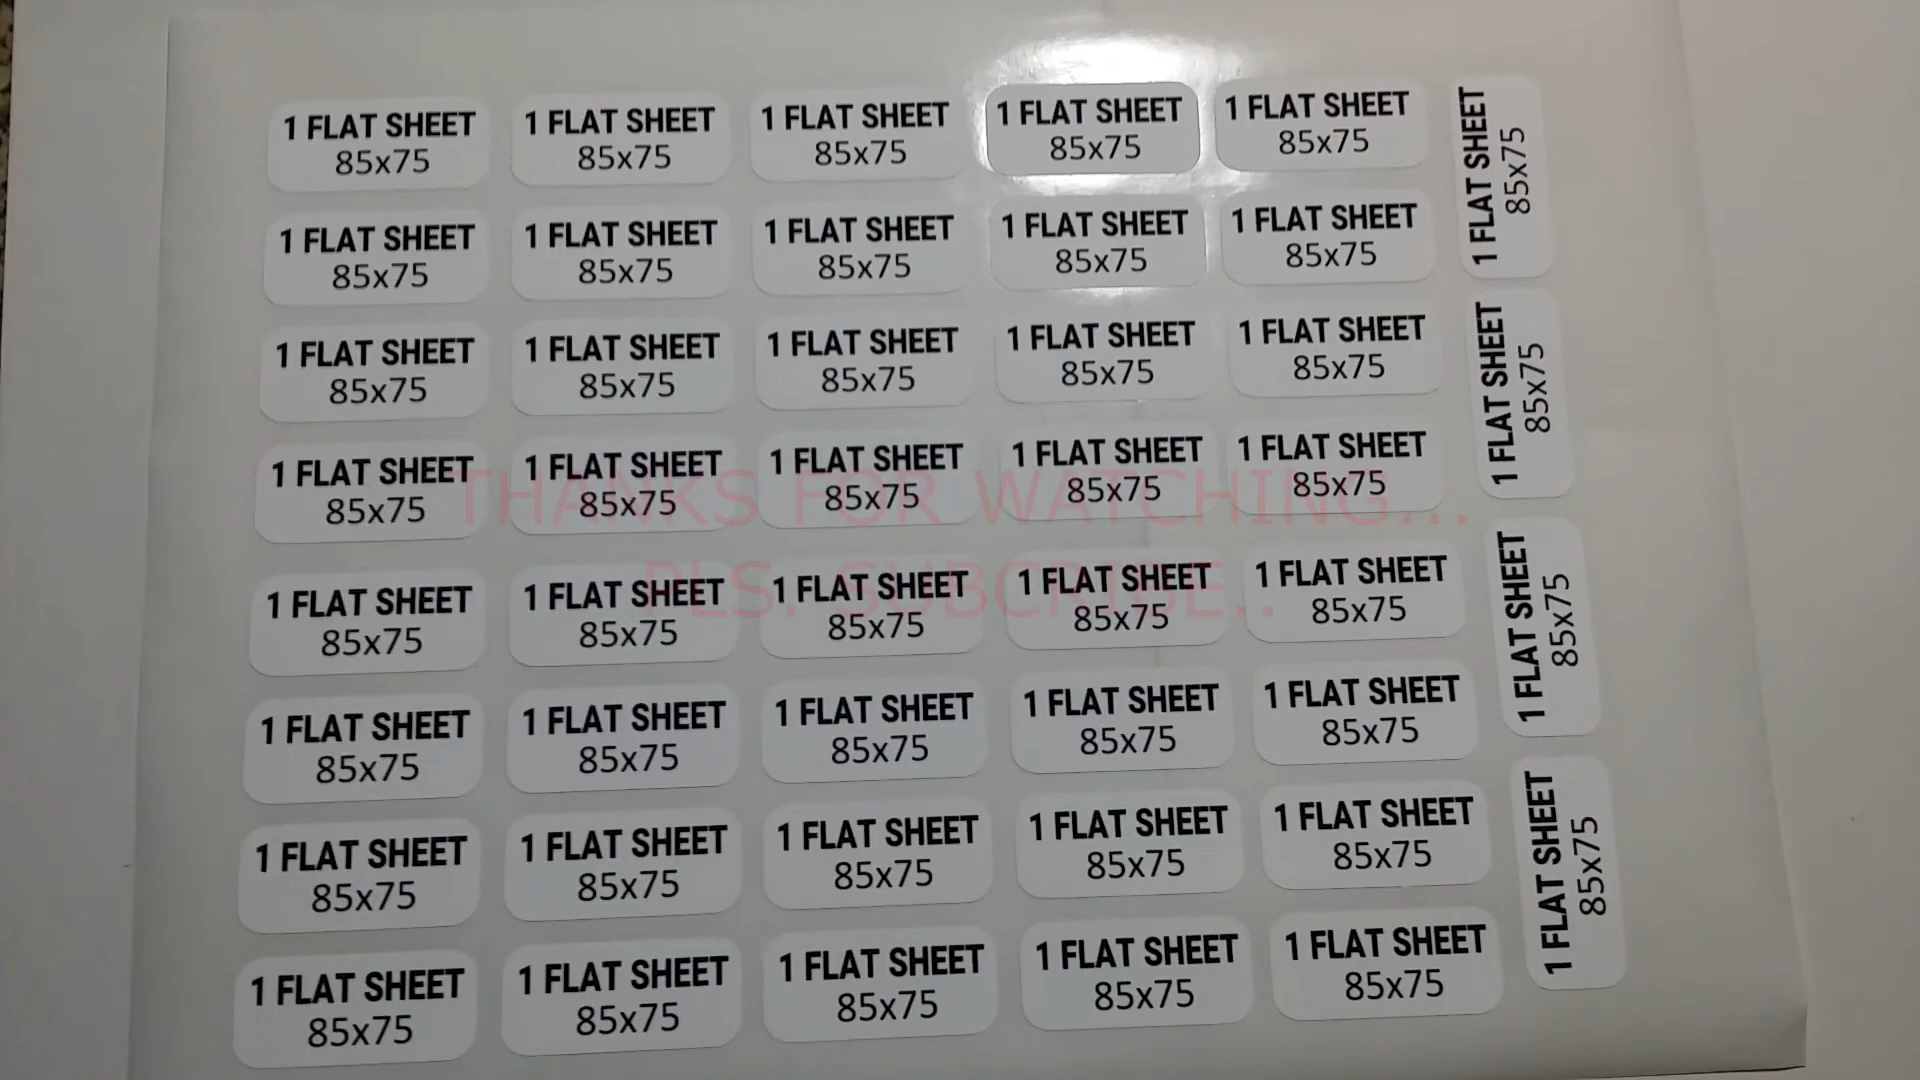 1 FLAT SHEET 1 FLAT SHEET 1 FLAT SHEET 1 FLAT SHEET 1 FLAT SHEET
85x75 85x75 85x75 85x75 85x75
1 FLAT SHEET 1 FLAT SHEET 1 FLAT SHEET 1 FLAT SHEET 1 FLAT SHEET
85x75 85x75 85x75 85x75 85x75
1 FLAT SHEET 1 FLAT SHEET 1 FLAT SHEET 1 FLAT SHEET 1 FLAT SHEET
85x75 85x75 85x75 85x75 85x75
1 FLAT SHEET 1 FLAT SHEET 1 FLAT SHEET 1 FLAT SHEET 1 FLAT SHEET
85x75 85x75 85x75 85x75 85x75
THANKS FOR WATCHING...
1 FLAT SHEET 1 FLAT SHEET 1 FLAT SHEET 1 FLAT SHEET 1 FLAT SHEET
85x75 85x75 85x75 85x75 85x75
PLS. SUBCRIBE..
1 FLAT SHEET 1 FLAT SHEET 1 FLAT SHEET 1 FLAT SHEET 1 FLAT SHEET
85x75 85x75 85x75 85x75 85x75
1 FLAT SHEET 1 FLAT SHEET 1 FLAT SHEET 1 FLAT SHEET 1 FLAT SHEET
85x75 85x75 85x75 85x75 85x75
1 FLAT SHEET 1 FLAT SHEET 1 FLAT SHEET 1 FLAT SHEET 1 FLAT SHEET
85x75 85x75 85x75 85x75 85x75
1 FLAT SHEET
85x75
1 FLAT SHEET
85x75
1 FLAT SHEET
85x75
1 FLAT SHEET
85x75